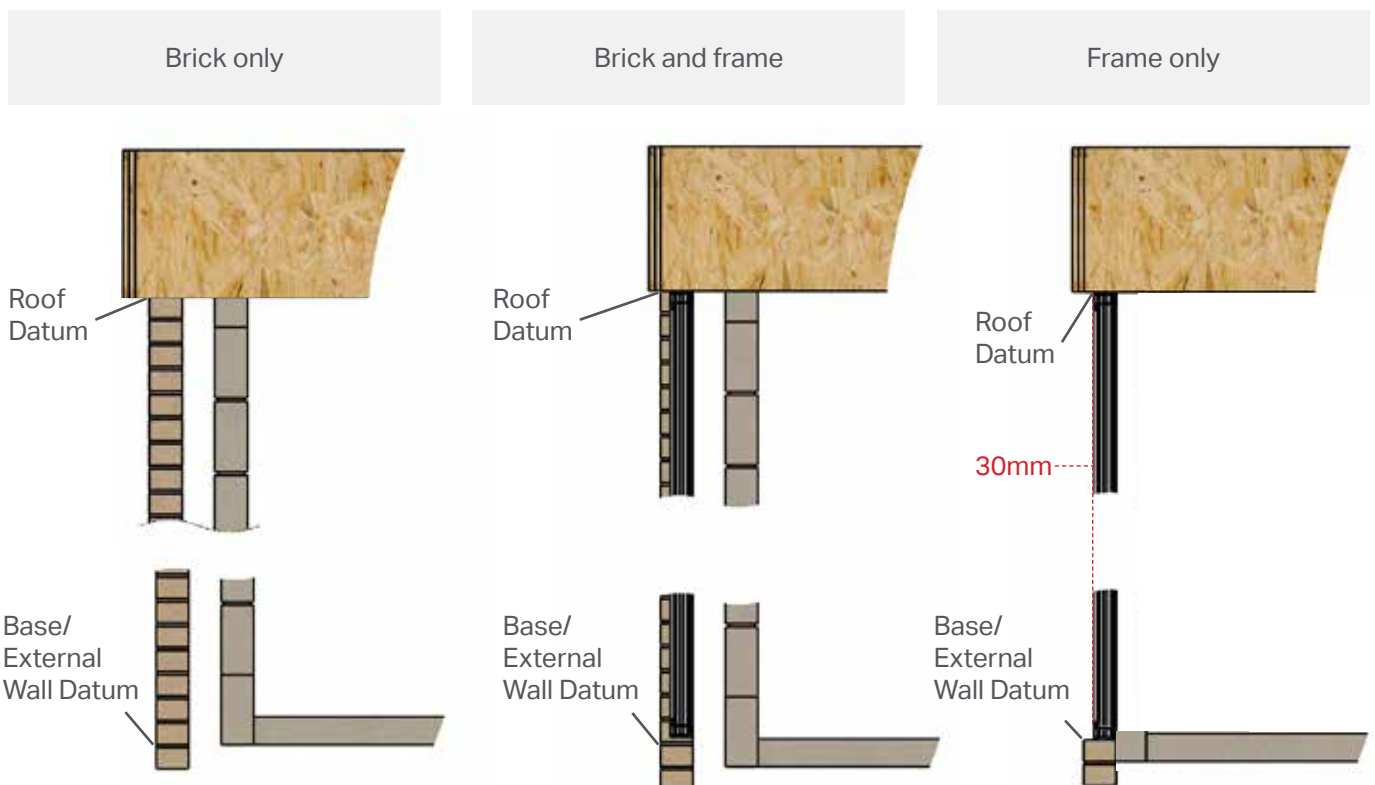 Brick only
Brick and frame
Frame only
Roof
Datum
Roof
Datum
Roof
Datum
30mm
Base/
External
Wall Datum
Base/
External
Wall Datum
Base/
External
Wall Datum